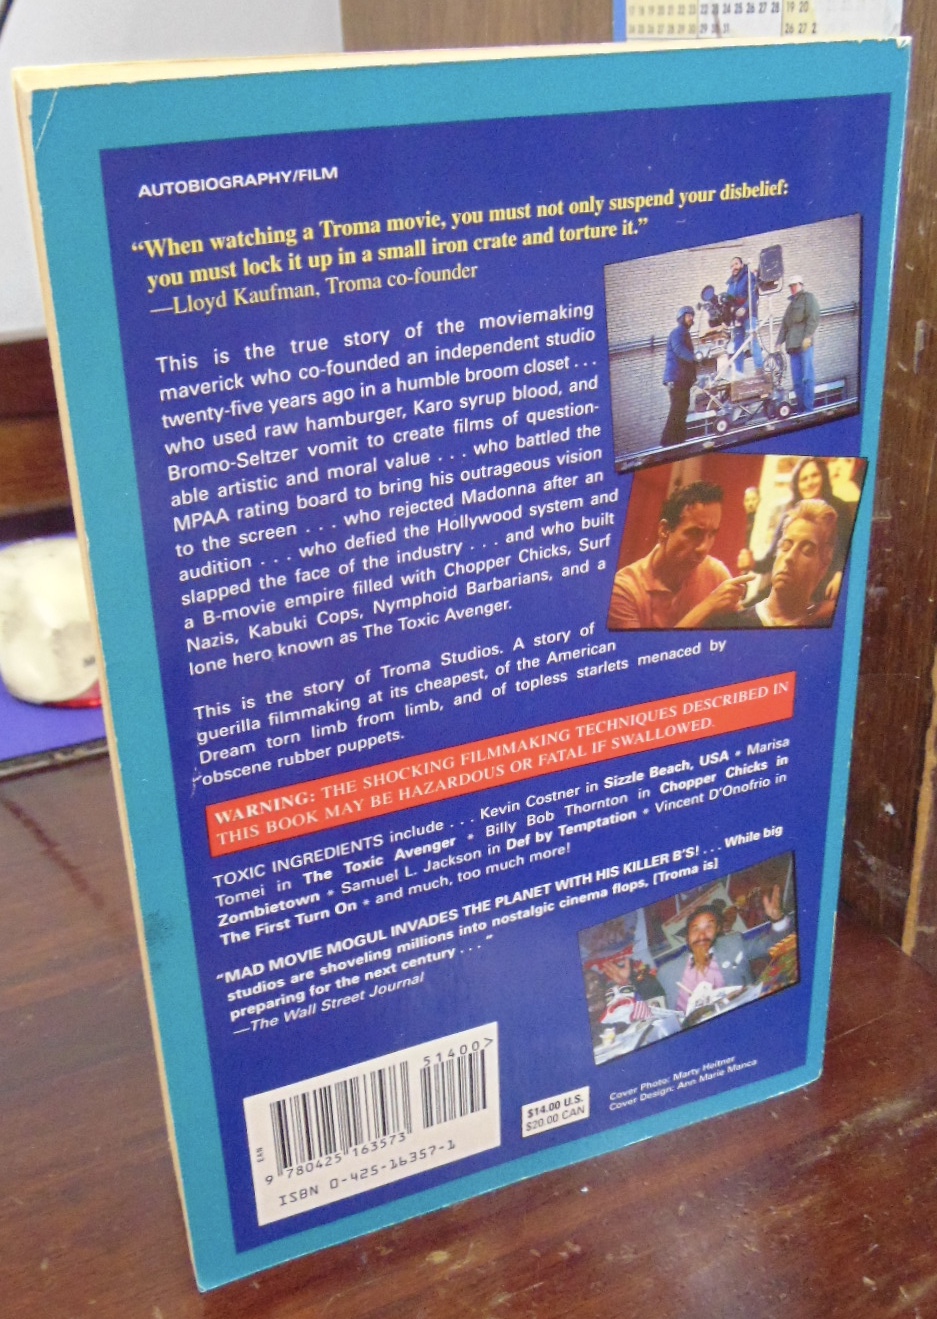 AUTOBIOGRAPHY/FILM
“When watching a Troma movie, you must not only suspend your disbelief:
you must lock it up in a small iron crate and torture it.”
—Lloyd Kaufman, Troma co-founder
This is the true story of the moviemaking
maverick who co-founded an independent studio
twenty-five years ago in a humble broom closet . . .
who used raw hamburger, Karo syrup blood, and
Bromo-Seltzer vomit to create films of question-
able artistic and moral value . . . who battled the
MPAA rating board to bring his outrageous vision
to the screen . . . who rejected Madonna after an
audition . . . who defied the Hollywood system and
slapped the face of the industry . . . and who built
a B-movie empire filled with Chopper Chicks, Surf
Nazis, Kabuki Cops, Nymphoid Barbarians, and a
lone hero known as The Toxic Avenger.
This is the story of Troma Studios. A story of
guerilla filmmaking at its cheapest, of the American
Dream torn limb from limb, and of topless starlets menaced by
obscene rubber puppets.
WARNING: THE SHOCKING FILMMAKING TECHNIQUES DESCRIBED IN
THIS BOOK MAY BE HAZARDOUS OR FATAL IF SWALLOWED.
TOXIC INGREDIENTS include . . . Kevin Costner in Sizzle Beach, USA * Marisa
Tomei in The Toxic Avenger * Billy Bob Thornton in Chopper Chicks in
Zombietown * Samuel L. Jackson in Def by Temptation * Vincent D’Onofrio in
The First Turn On * and much, too much more!
“MAD MOVIE MOGUL INVADES THE PLANET WITH HIS KILLER B’S! . . . While big
studios are shoveling millions into nostalgic cinema flops, [Troma is]
preparing for the next century . . . ”
—The Wall Street Journal
51400>
EAN
9 780425 163573
ISBN 0-425-16357-1
$14.00 U.S.
$20.00 CAN
Cover Photo: Marty Heitner
Cover Design: Ann Marie Manca